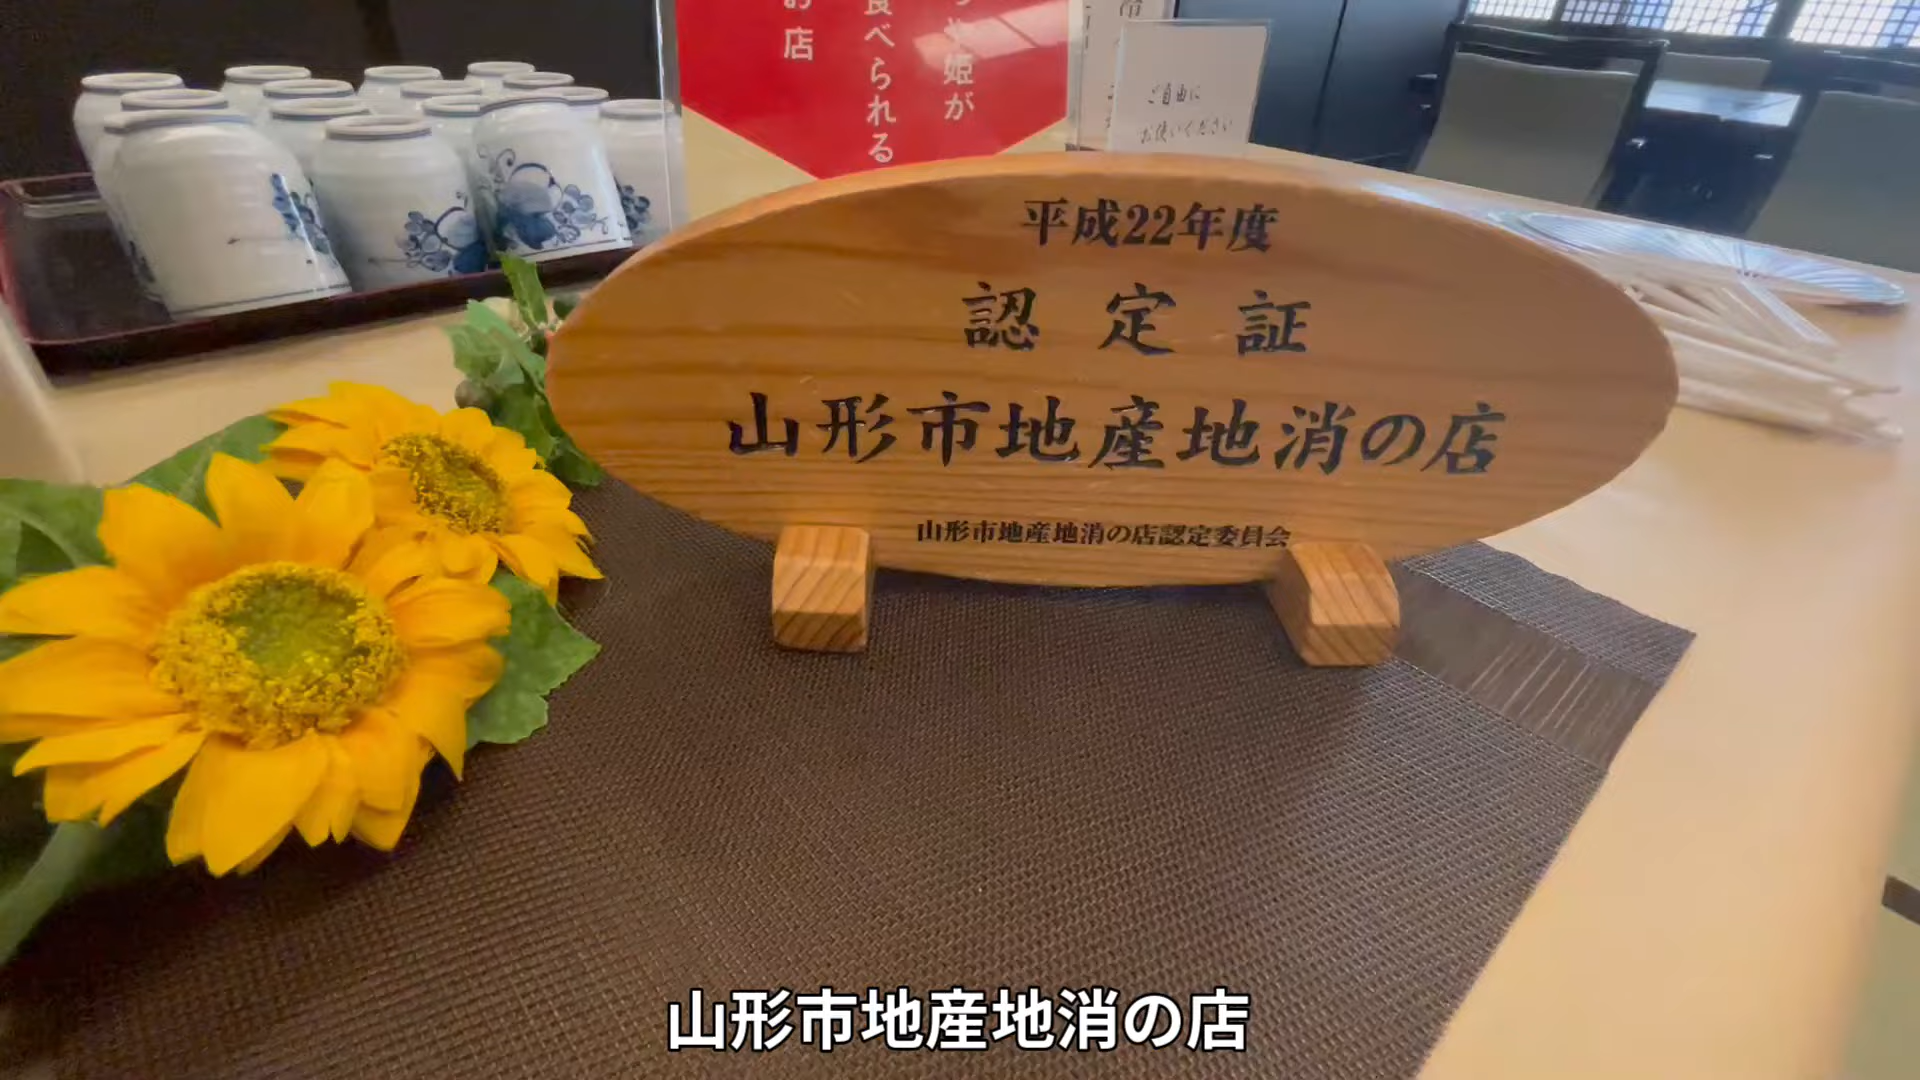 姫が
食べられる
お店
ご自由に
お使いください
平成22年度
認定証
山形市地産地消の店
山形市地産地消の店認定委員会
山形市地産地消の店